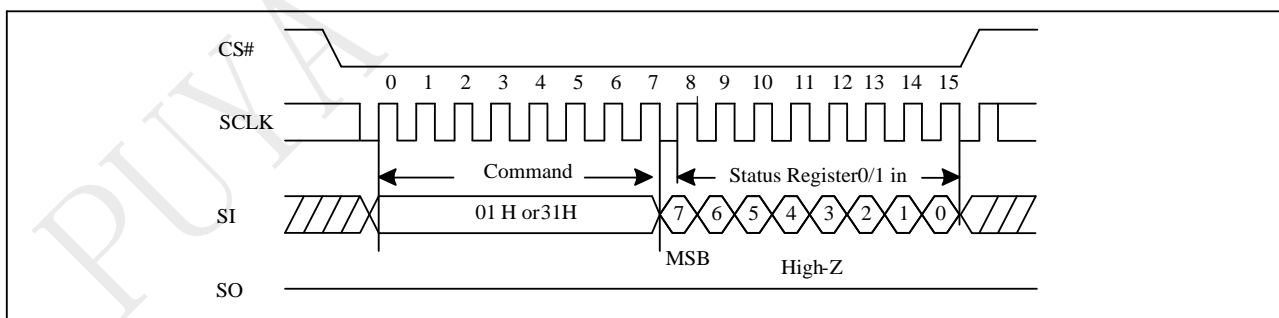 CS#
0 1 2 3 4 5 6 7 8 9 10 11 12 13 14 15
SCLK
Command
Status Register0/1 in
SI
01 H or31H
7 6 5 4 3 2 1 0
MSB
High-Z
SO
PUYA